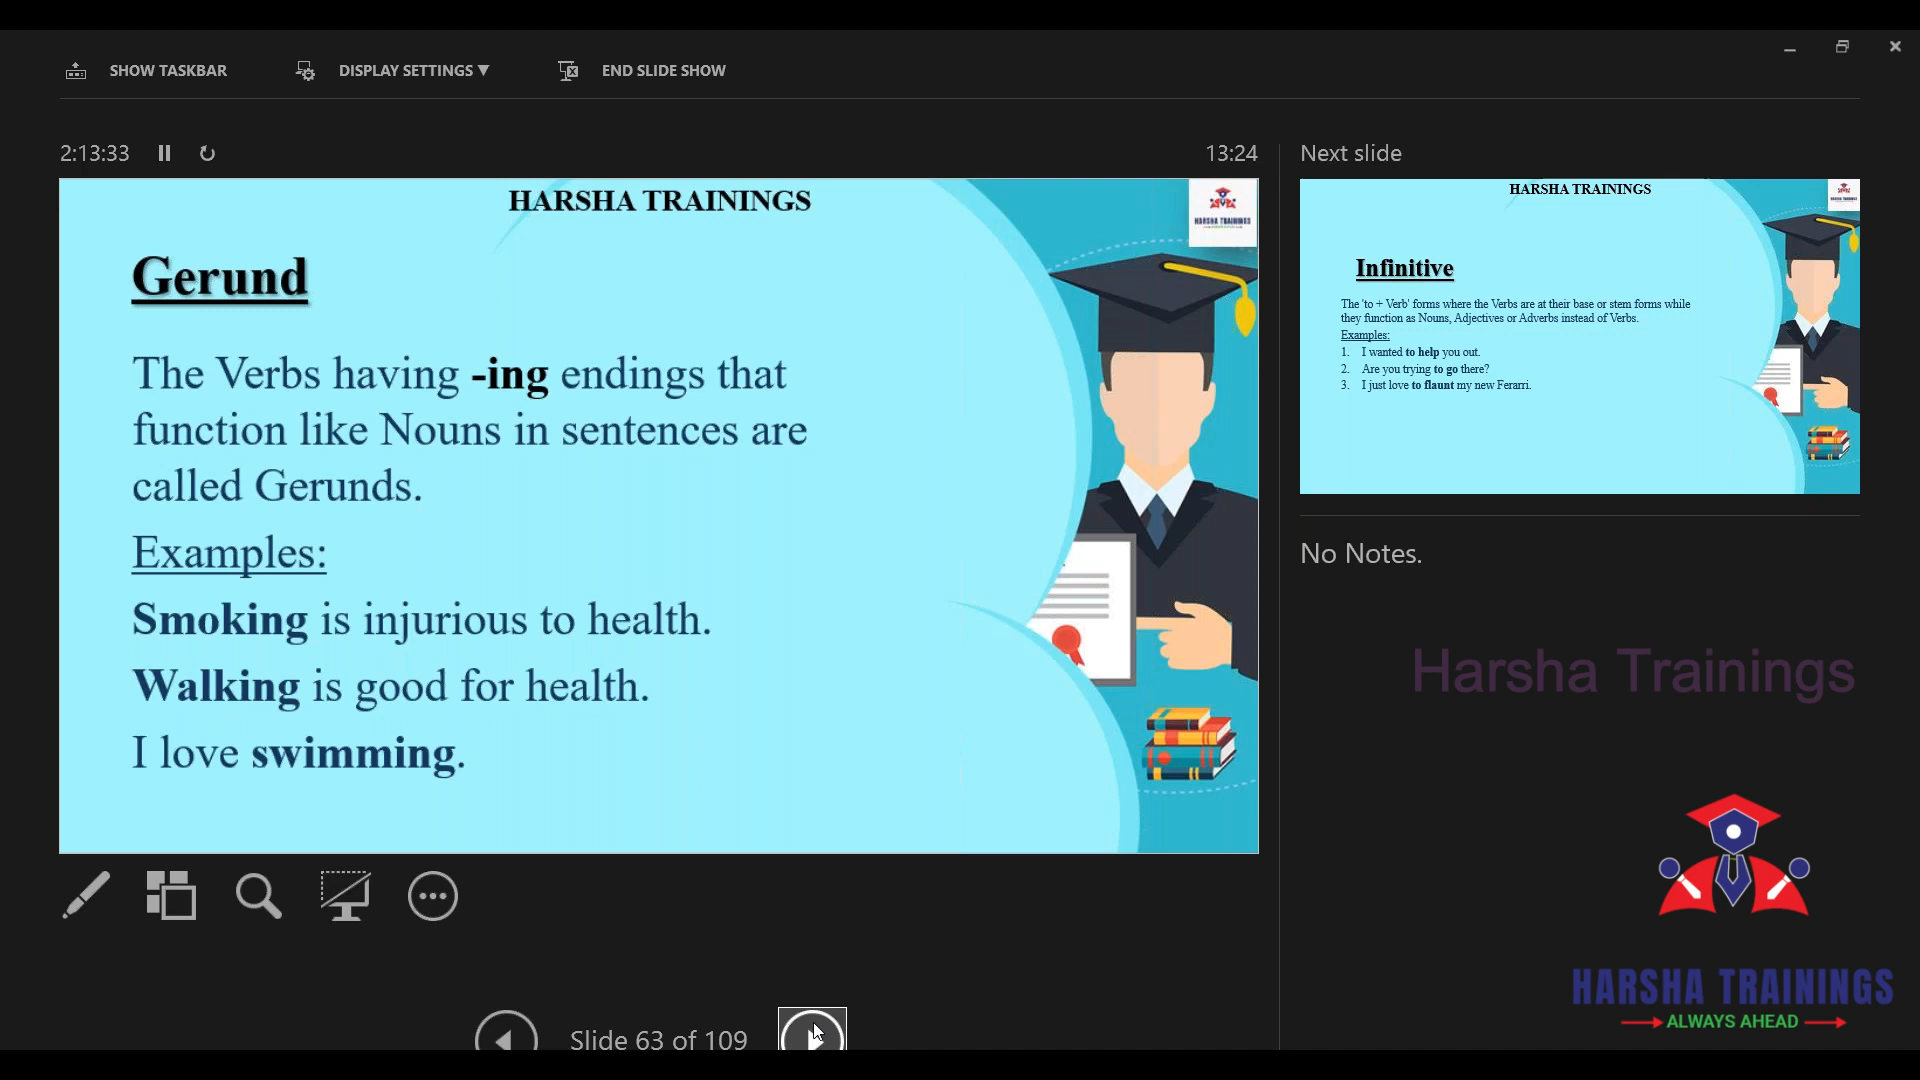 SHOW TASKBAR
DISPLAY SETTINGS ▼
END SLIDE SHOW
2:13:33
13:24
HARSHA TRAININGS
HARSHA TRAININGS
Gerund
The Verbs having -ing endings that
function like Nouns in sentences are
called Gerunds.
Examples:
Smoking is injurious to health.
Walking is good for health.
I love swimming.
Slide 63 of 109
Next slide
HARSHA TRAININGS
HARSHA TRAININGS
Infinitive
The 'to + Verb' forms where the Verbs are at their base or stem forms while
they function as Nouns, Adjectives or Adverbs instead of Verbs.
Examples:
1. I wanted to help you out.
2. Are you trying to go there?
3. I just love to flaunt my new Ferarri.
No Notes.
Harsha Trainings
HARSHA TRAININGS
ALWAYS AHEAD